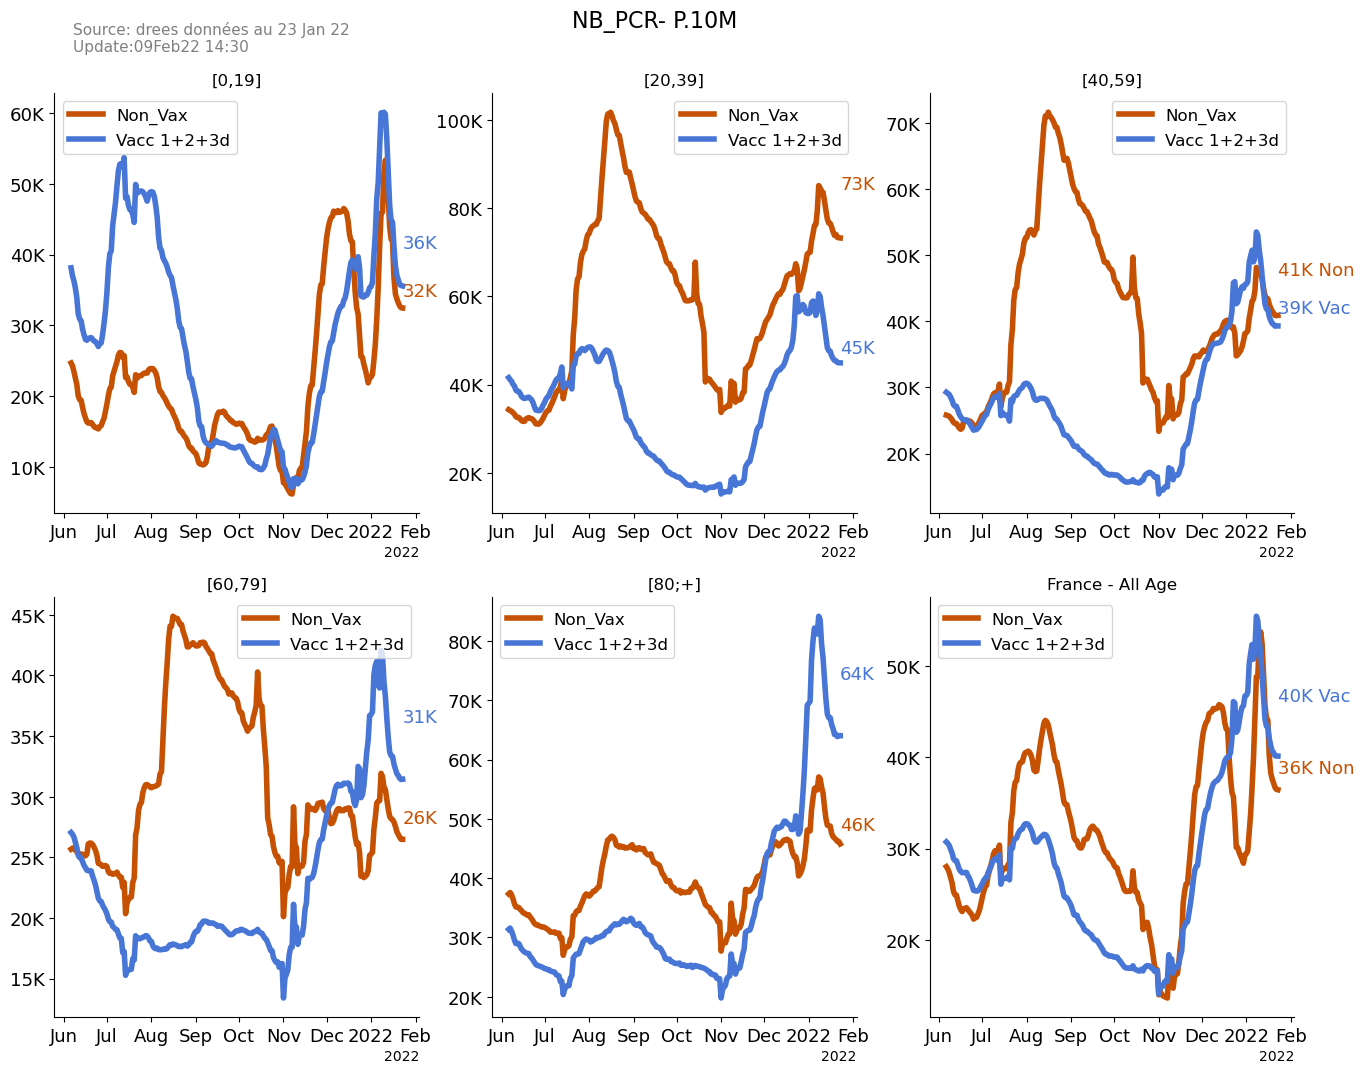 NB_PCR- P.10M
Source: drees données au 23 Jan 22
Update:09Feb22 14:30
[0,19]
Non_Vax
Vacc 1+2+3d
60K
50K
40K
30K
20K
10K
36K
32K
Jun Jul Aug Sep Oct Nov Dec 2022 Feb
2022
[20,39]
Non_Vax
Vacc 1+2+3d
100K
80K
60K
40K
20K
73K
45K
Jun Jul Aug Sep Oct Nov Dec 2022 Feb
2022
[40,59]
Non_Vax
Vacc 1+2+3d
70K
60K
50K
40K
30K
20K
41K Non
39K Vac
Jun Jul Aug Sep Oct Nov Dec 2022 Feb
2022
[60,79]
Non_Vax
Vacc 1+2+3d
45K
40K
35K
30K
25K
20K
15K
31K
26K
Jun Jul Aug Sep Oct Nov Dec 2022 Feb
2022
[80;+]
Non_Vax
Vacc 1+2+3d
80K
70K
60K
50K
40K
30K
20K
64K
46K
Jun Jul Aug Sep Oct Nov Dec 2022 Feb
2022
France - All Age
Non_Vax
Vacc 1+2+3d
50K
40K
30K
20K
40K Vac
36K Non
Jun Jul Aug Sep Oct Nov Dec 2022 Feb
2022